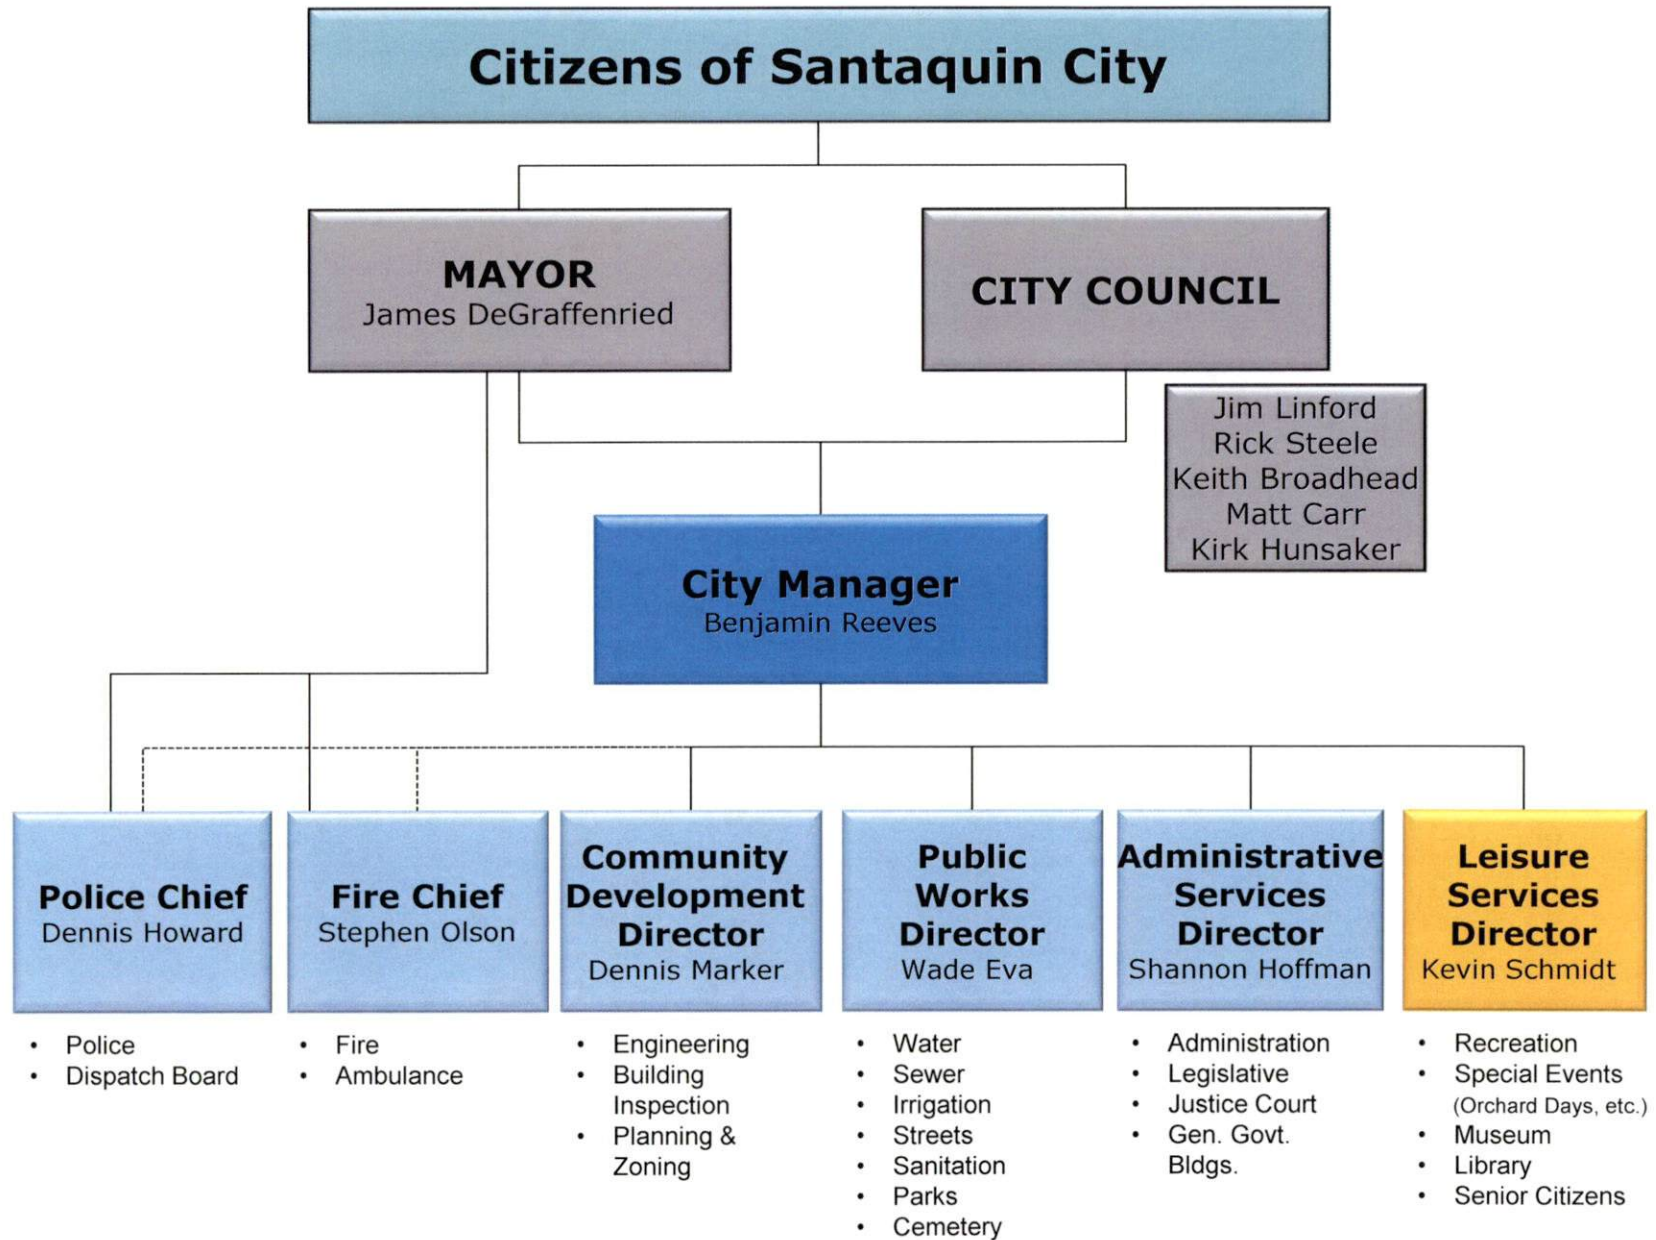 Citizens of Santaquin City
MAYOR
James DeGraffenried
CITY COUNCIL
Jim Linford
Rick Steele
Keith Broadhead
Matt Carr
Kirk Hunsaker
City Manager
Benjamin Reeves
Police Chief
Dennis Howard
• Police
• Dispatch Board
Fire Chief
Stephen Olson
• Fire
• Ambulance
Community
Development
Director
Dennis Marker
• Engineering
• Building
Inspection
• Planning &
Zoning
Public
Works
Director
Wade Eva
• Water
• Sewer
• Irrigation
• Streets
• Sanitation
• Parks
• Cemetery
Administrative
Services
Director
Shannon Hoffman
• Administration
• Legislative
• Justice Court
• Gen. Govt.
Bldgs.
Leisure
Services
Director
Kevin Schmidt
• Recreation
• Special Events
(Orchard Days, etc.)
• Museum
• Library
• Senior Citizens